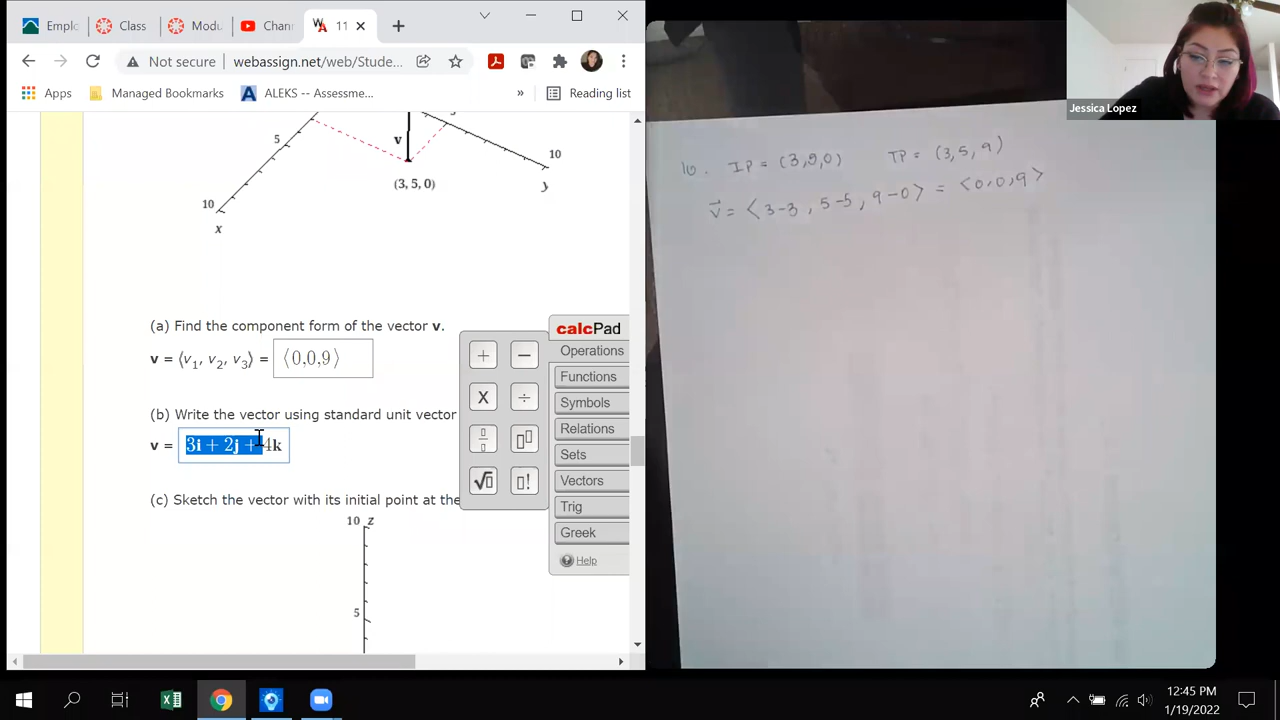 Emplo
Class
Modu
Chan
11
Not secure
webassign.net/web/Stude...
Apps
Managed Bookmarks
ALEKS -- Assessme...
»
Reading list
5
v
10
y
(3, 5, 0)
10
x
(a) Find the component form of the vector v.
v = ⟨v1, v2, v3⟩ = ⟨0,0,9⟩
(b) Write the vector using standard unit vector
v = 3i + 2j + 4k
(c) Sketch the vector with its initial point at the
10 z
5
calcPad
Operations
Functions
Symbols
Relations
Sets
Vectors
Trig
Greek
Help
+ −
X ÷
√ !
Jessica Lopez
10. IP = (3,5,0) TP = (3,5,9)
v = <3-3, 5-5, 9-0> = <0,0,9>
12:45 PM
1/19/2022